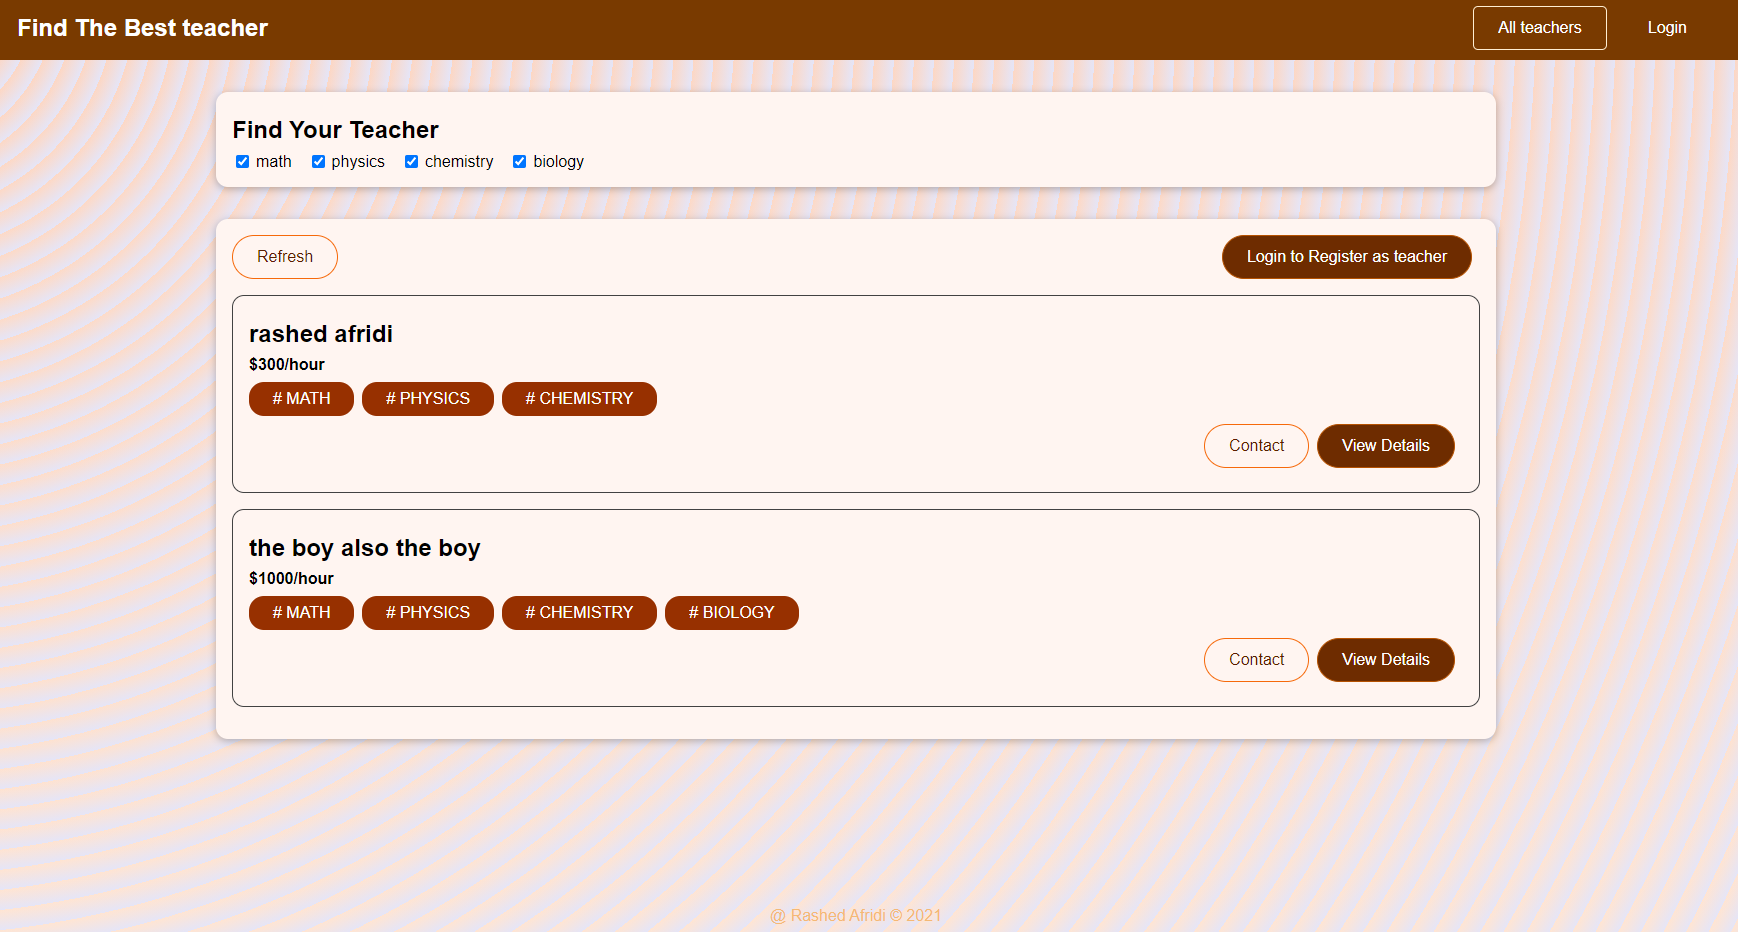 Find The Best teacher All teachers Login
Find Your Teacher
math physics chemistry biology
Refresh Login to Register as teacher
rashed afridi
$300/hour
# MATH # PHYSICS # CHEMISTRY
Contact View Details
the boy also the boy
$1000/hour
# MATH # PHYSICS # CHEMISTRY # BIOLOGY
Contact View Details
@ Rashed Afridi © 2021